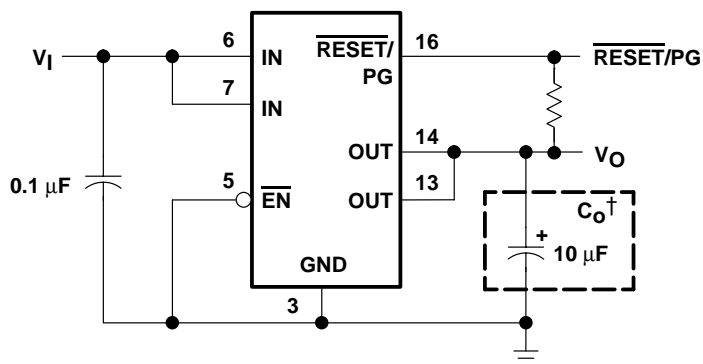 6
16
V_I
IN
RESET/
PG
RESET/PG
7
IN
14
OUT
V_O
13
OUT
5
EN
0.1 µF
C_o†
+
10 µF
GND
3